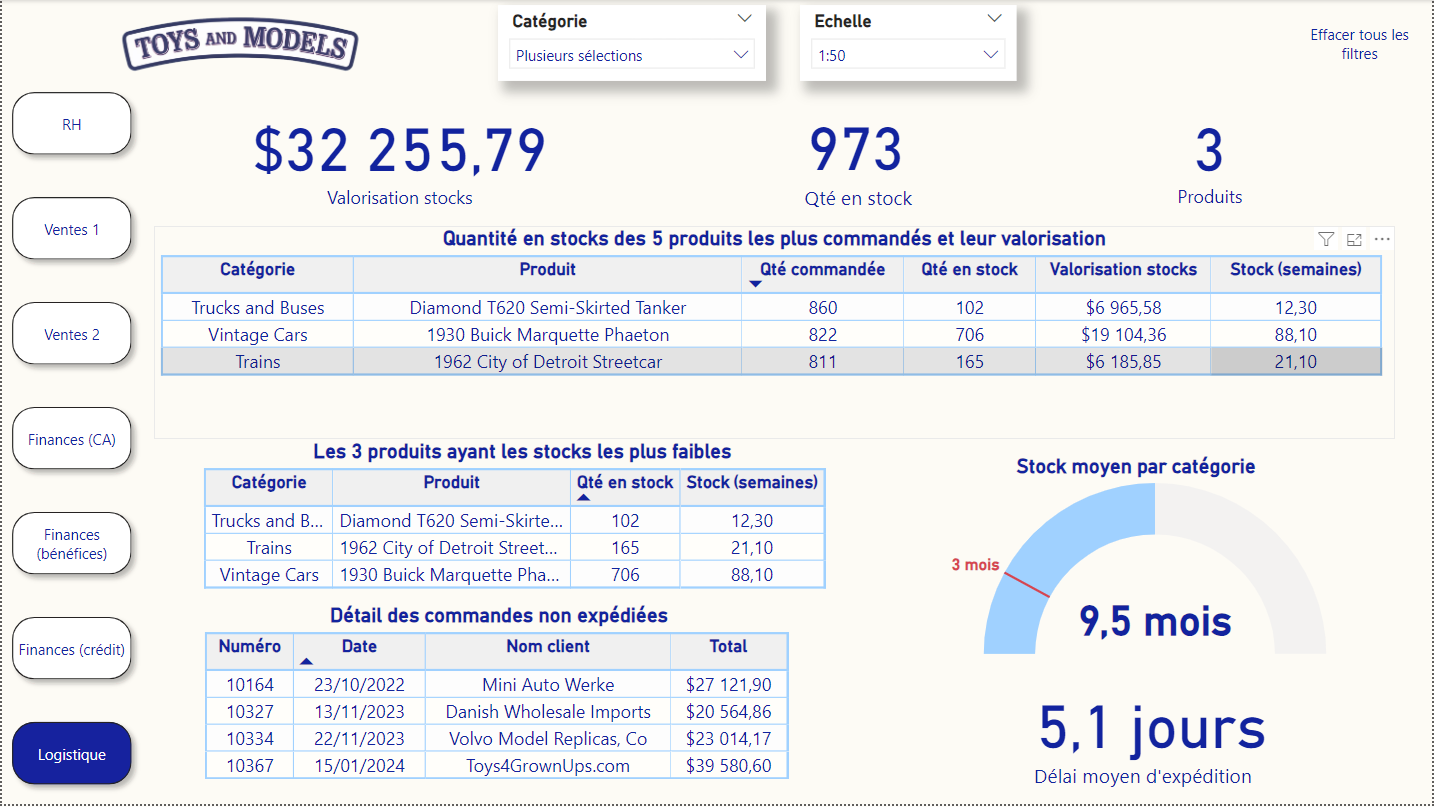 TOYS AND MODELS
Catégorie
Plusieurs sélections
Echelle
1:50
Effacer tous les
filtres
RH
Ventes 1
Ventes 2
Finances (CA)
Finances
(bénéfices)
Finances (crédit)
Logistique
$32 255,79
Valorisation stocks
973
Qté en stock
3
Produits
Quantité en stocks des 5 produits les plus commandés et leur valorisation
Catégorie Produit Qté commandée Qté en stock Valorisation stocks Stock (semaines)
Trucks and Buses Diamond T620 Semi-Skirted Tanker 860 102 $6 965,58 12,30
Vintage Cars 1930 Buick Marquette Phaeton 822 706 $19 104,36 88,10
Trains 1962 City of Detroit Streetcar 811 165 $6 185,85 21,10
Les 3 produits ayant les stocks les plus faibles
Catégorie Produit Qté en stock Stock (semaines)
Trucks and B... Diamond T620 Semi-Skirte... 102 12,30
Trains 1962 City of Detroit Street... 165 21,10
Vintage Cars 1930 Buick Marquette Pha... 706 88,10
Détail des commandes non expédiées
Numéro Date Nom client Total
10164 23/10/2022 Mini Auto Werke $27 121,90
10327 13/11/2023 Danish Wholesale Imports $20 564,86
10334 22/11/2023 Volvo Model Replicas, Co $23 014,17
10367 15/01/2024 Toys4GrownUps.com $39 580,60
Stock moyen par catégorie
3 mois
9,5 mois
5,1 jours
Délai moyen d'expédition